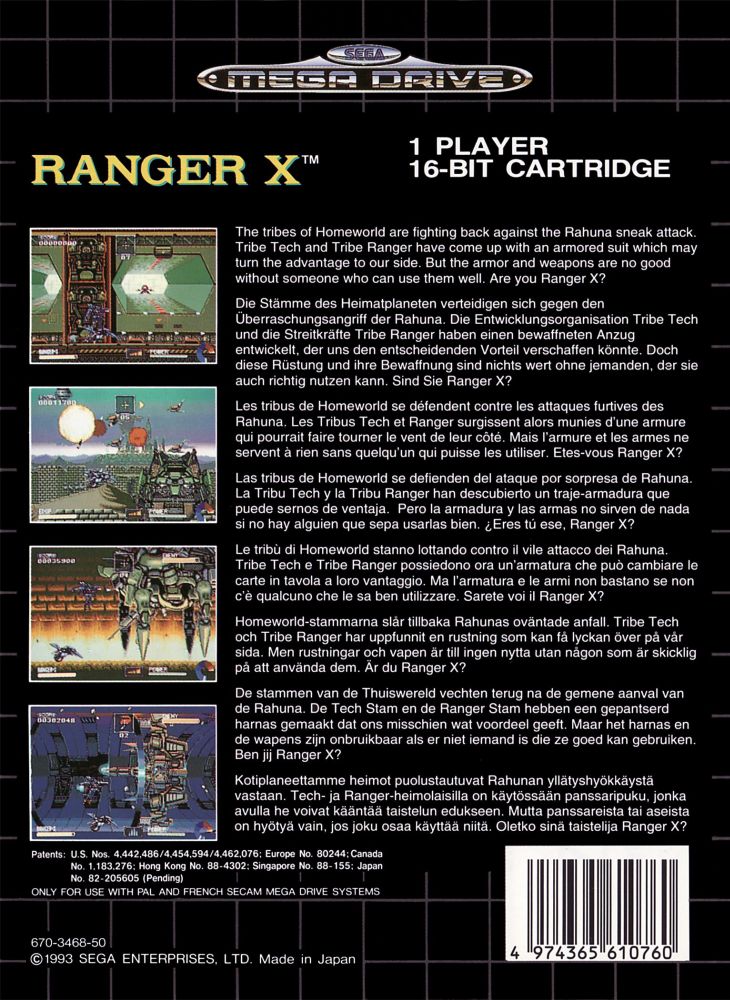 SEGA
MEGA DRIVE
RANGER X™
1 PLAYER
16-BIT CARTRIDGE
The tribes of Homeworld are fighting back against the Rahuna sneak attack.
Tribe Tech and Tribe Ranger have come up with an armored suit which may
turn the advantage to our side. But the armor and weapons are no good
without someone who can use them well. Are you Ranger X?
Die Stämme des Heimatplaneten verteidigen sich gegen den
Überraschungsangriff der Rahuna. Die Entwicklungsorganisation Tribe Tech
und die Streitkräfte Tribe Ranger haben einen bewaffneten Anzug
entwickelt, der uns den entscheidenden Vorteil verschaffen könnte. Doch
diese Rüstung und ihre Bewaffnung sind nichts wert ohne jemanden, der sie
auch richtig nutzen kann. Sind Sie Ranger X?
Les tribus de Homeworld se défendent contre les attaques furtives des
Rahuna. Les Tribus Tech et Ranger surgissent alors munies d'une armure
qui pourrait faire tourner le vent de leur côté. Mais l'armure et les armes ne
servent à rien sans quelqu'un qui puisse les utiliser. Etes-vous Ranger X?
Las tribus de Homeworld se defienden del ataque por sorpresa de Rahuna.
La Tribu Tech y la Tribu Ranger han descubierto un traje-armadura que
puede sernos de ventaja. Pero la armadura y las armas no sirven de nada
si no hay alguien que sepa usarlas bien. ¿Eres tú ese, Ranger X?
Le tribù di Homeworld stanno lottando contro il vile attacco dei Rahuna.
Tribe Tech e Tribe Ranger possiedono ora un'armatura che può cambiare le
carte in tavola a loro vantaggio. Ma l'armatura e le armi non bastano se non
c'è qualcuno che le sa ben utilizzare. Sarete voi il Ranger X?
Homeworld-stammarna slår tillbaka Rahunas oväntade anfall. Tribe Tech
och Tribe Ranger har uppfunnit en rustning som kan få lyckan över på vår
sida. Men rustningar och vapen är till ingen nytta utan någon som är skicklig
på att använda dem. Är du Ranger X?
De stammen van de Thuiswereld vechten terug na de gemene aanval van
de Rahuna. De Tech Stam en de Ranger Stam hebben een gepantserd
harnas gemaakt dat ons misschien wat voordeel geeft. Maar het harnas en
de wapens zijn onbruikbaar als er niet iemand is die ze goed kan gebruiken.
Ben jij Ranger X?
Kotiplaneettamme heimot puolustautuvat Rahunan yllätyshyökkäystä
vastaan. Tech- ja Ranger-heimolaisilla on käytössään panssaripuku, jonka
avulla he voivat kääntää taistelun edukseen. Mutta panssareista tai aseista
on hyötyä vain, jos joku osaa käyttää niitä. Oletko sinä taistelija Ranger X?
SCORE
00000000
07
POWER
SCORE
00011700
05
POWER
SCORE
00035900
ENEMY
POWER
SCORE
00302048
07
ENEMY
POWER
Patents: U.S. Nos. 4,442,486/4,454,594/4,462,076; Europe No. 80244; Canada
No. 1,183,276; Hong Kong No. 88-4302; Singapore No. 88-155; Japan
No. 82-205605 (Pending)
ONLY FOR USE WITH PAL AND FRENCH SECAM MEGA DRIVE SYSTEMS
670-3468-50
©1993 SEGA ENTERPRISES, LTD. Made in Japan
4 974365 610760